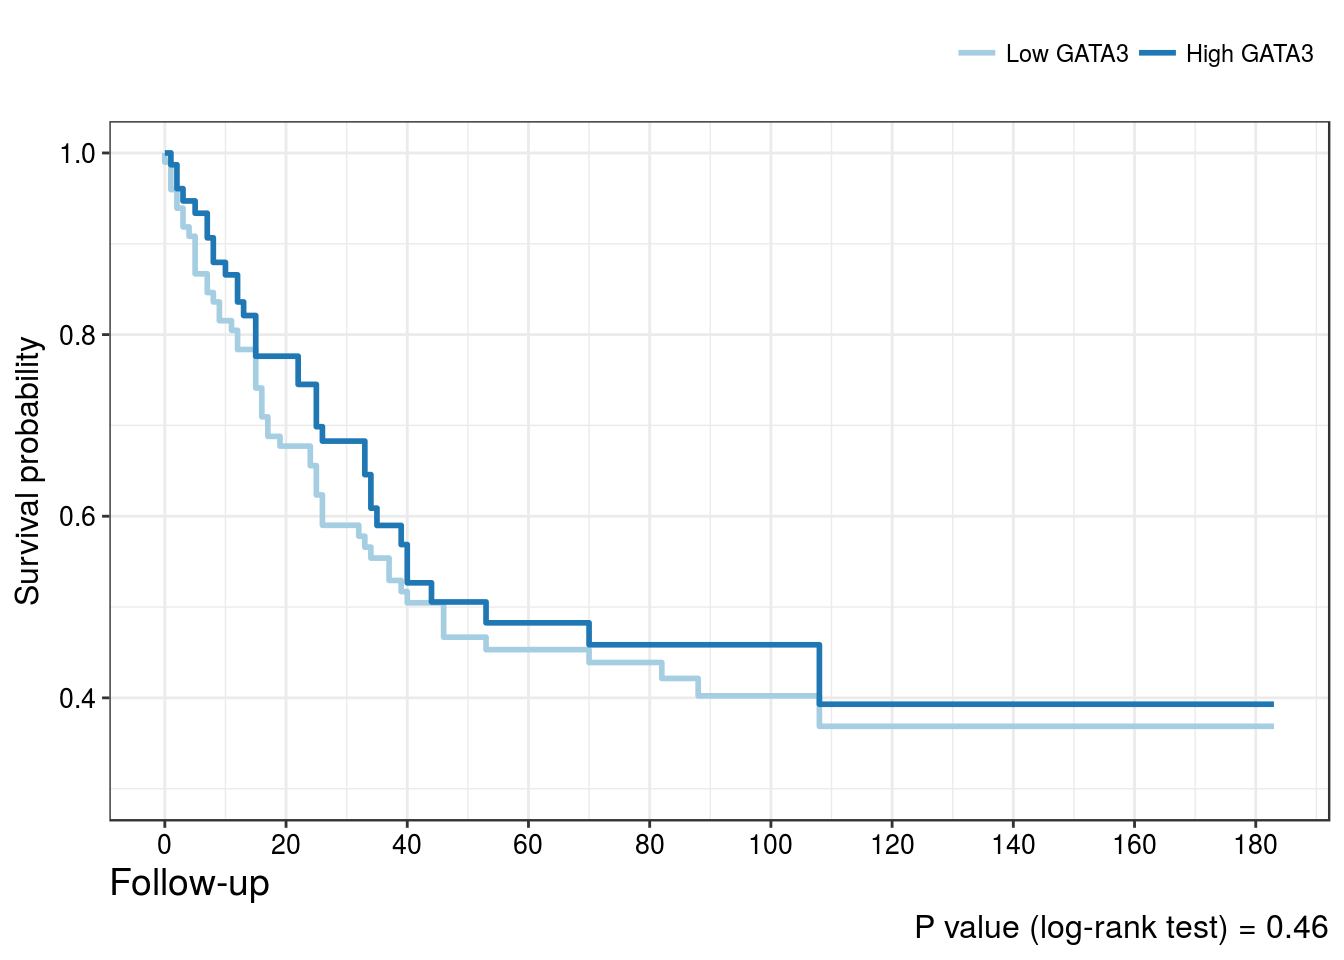 Low GATA3 High GATA3
1.0
0.8
0.6
0.4
Survival probability
0 20 40 60 80 100 120 140 160 180
Follow-up
P value (log-rank test) = 0.46